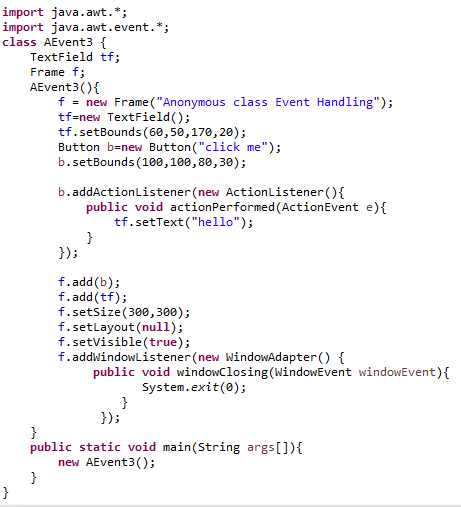 import java.awt.*;
import java.awt.event.*;
class AEvent3 {
    TextField tf;
    Frame f;
    AEvent3(){
        f = new Frame("Anonymous class Event Handling");
        tf=new TextField();
        tf.setBounds(60,50,170,20);
        Button b=new Button("click me");
        b.setBounds(100,100,80,30);

        b.addActionListener(new ActionListener(){
            public void actionPerformed(ActionEvent e){
                tf.setText("hello");
            }
        });

        f.add(b);
        f.add(tf);
        f.setSize(300,300);
        f.setLayout(null);
        f.setVisible(true);
        f.addWindowListener(new WindowAdapter() {
             public void windowClosing(WindowEvent windowEvent){
                    System.exit(0);
                 }
              });
    }
    public static void main(String args[]){
        new AEvent3();
    }
}